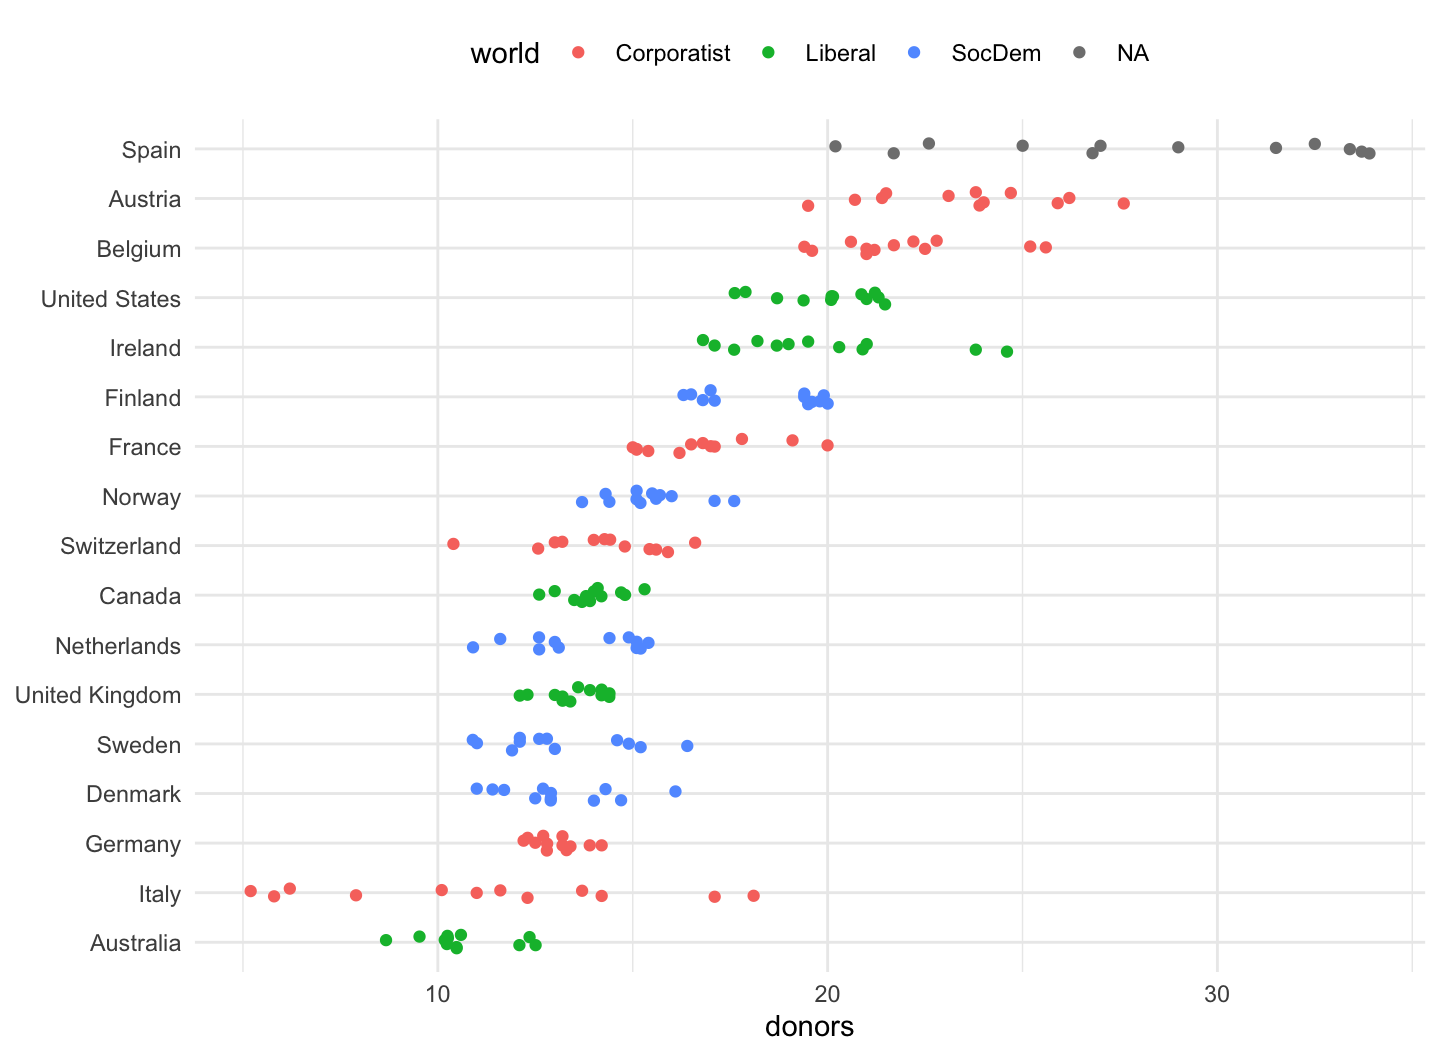 world Corporatist Liberal SocDem NA
Spain
Austria
Belgium
United States
Ireland
Finland
France
Norway
Switzerland
Canada
Netherlands
United Kingdom
Sweden
Denmark
Germany
Italy
Australia
10 20 30
donors